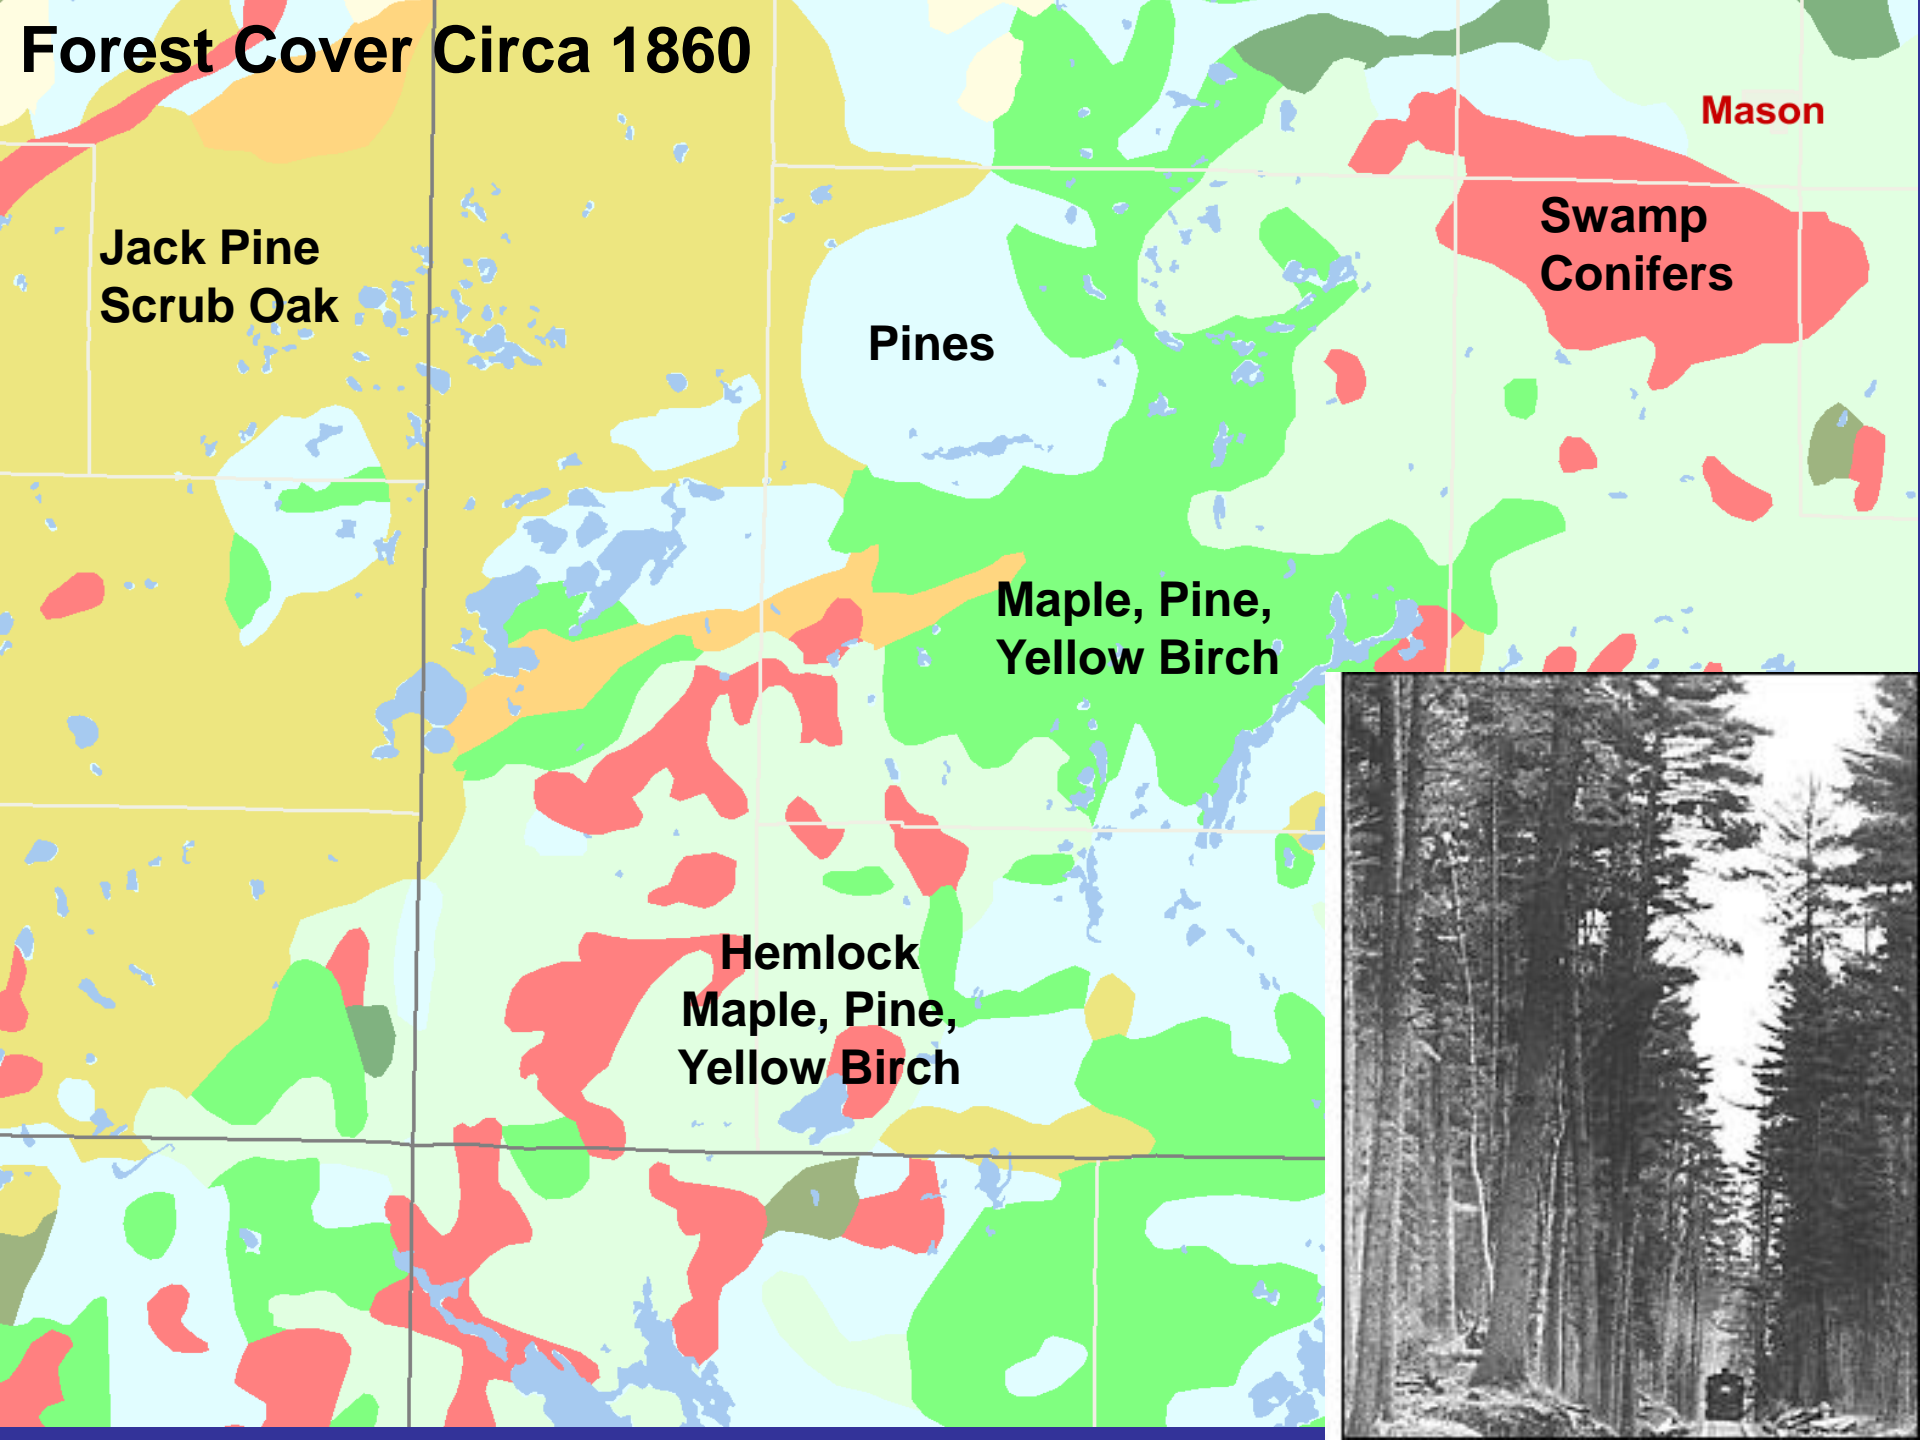 Forest Cover Circa 1860
Mason
Swamp
Conifers
Jack Pine
Scrub Oak
Pines
Maple, Pine,
Yellow Birch
Hemlock
Maple, Pine,
Yellow Birch